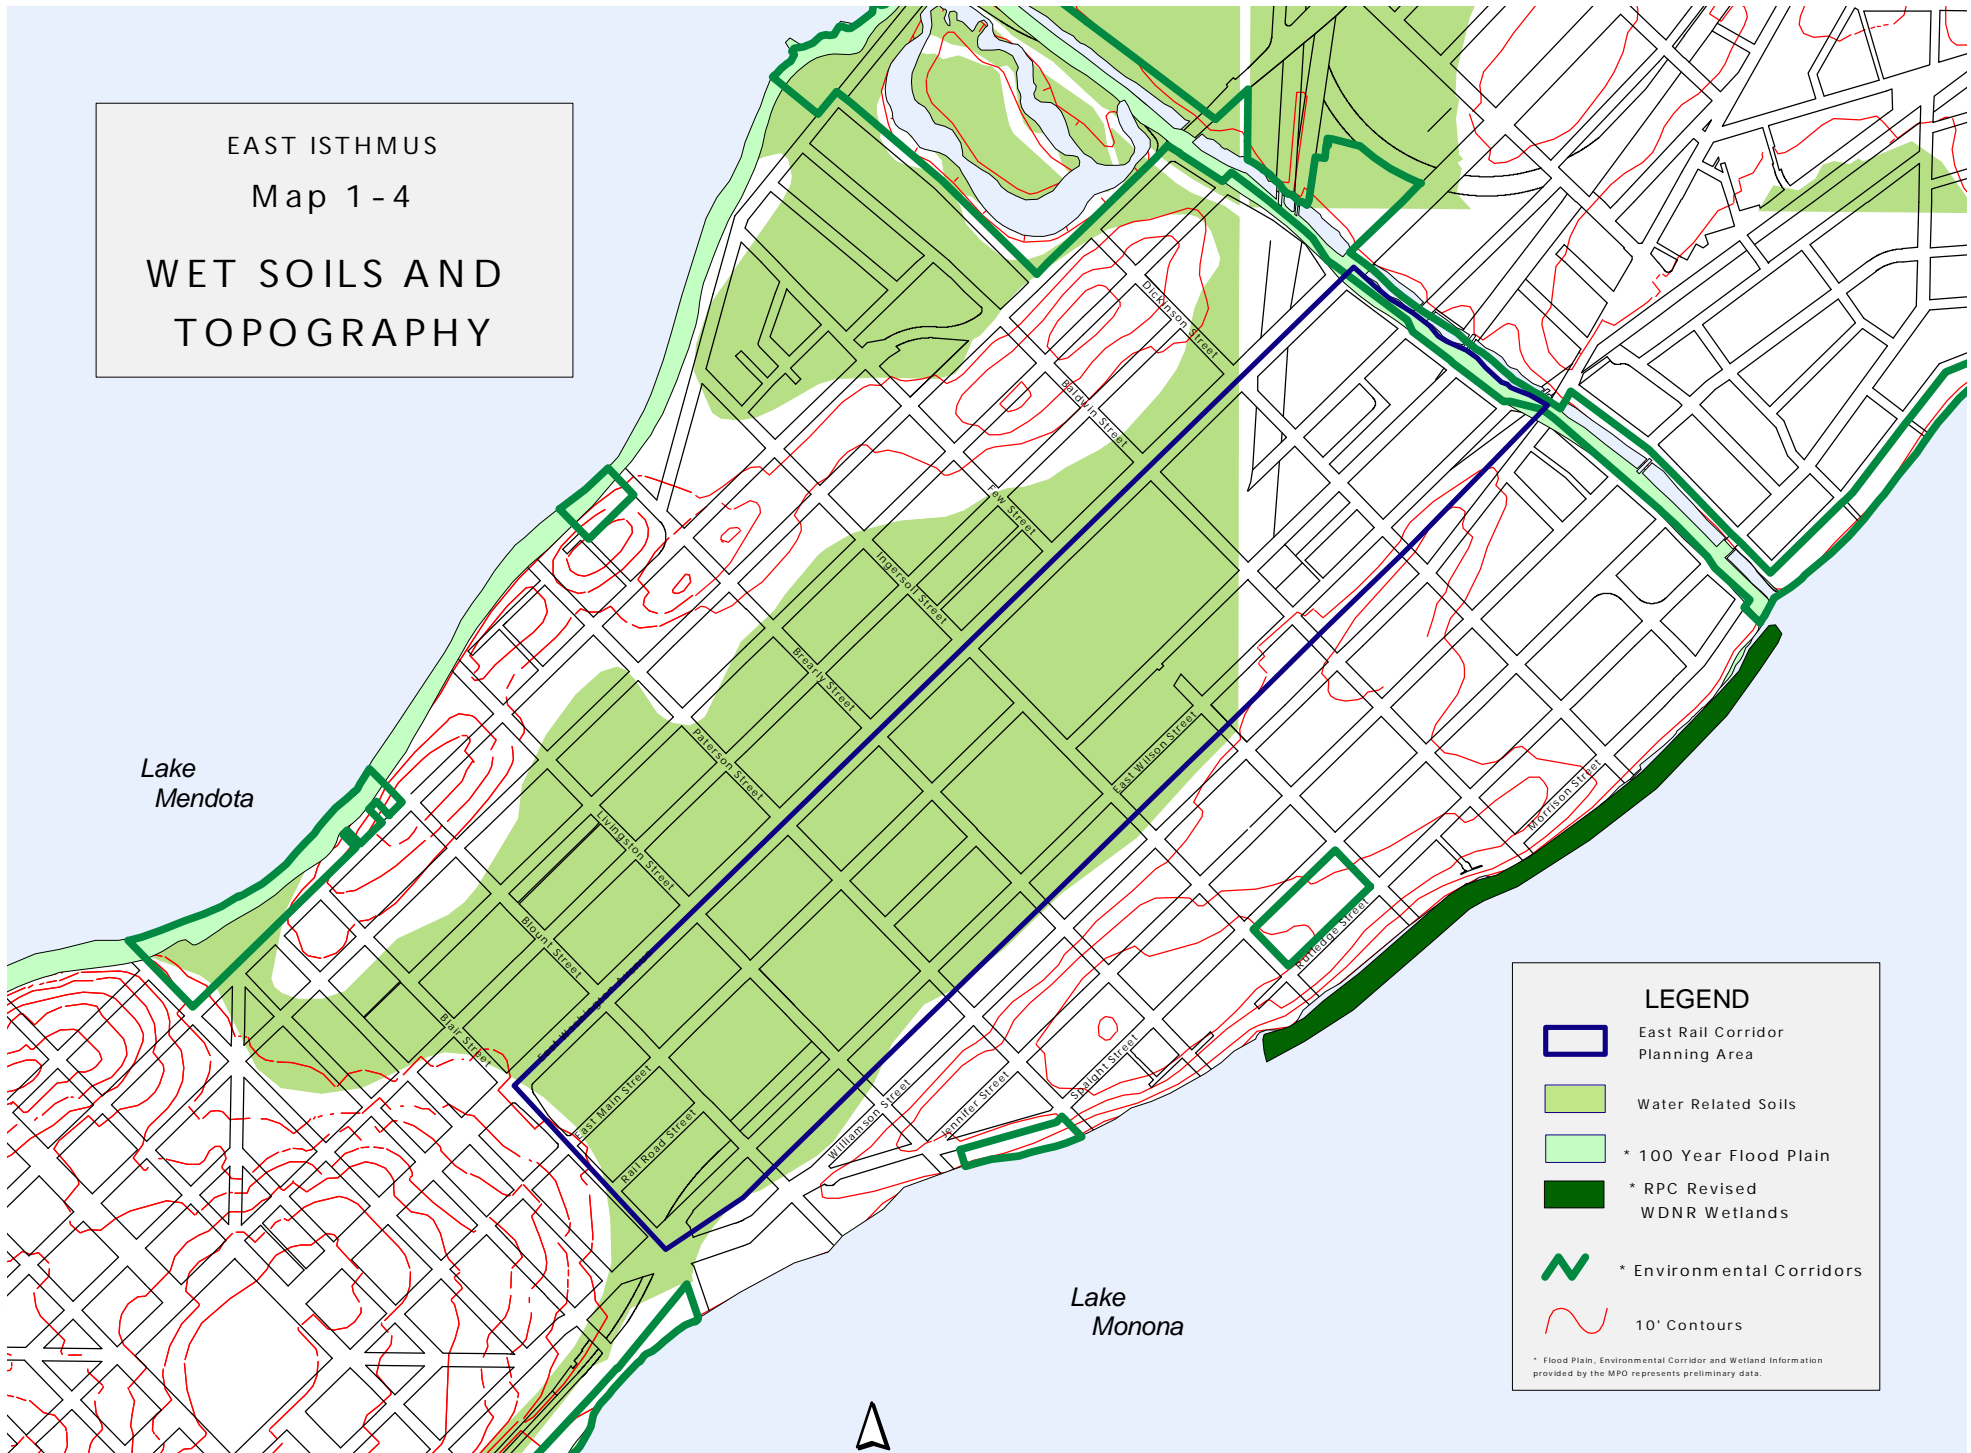 EAST ISTHMUS
Map 1-4
WET SOILS AND
TOPOGRAPHY
Dickinson Street
Baldwin Street
Few Street
Ingersoll Street
Brearly Street
Paterson Street
Livingston Street
Blount Street
Blair Street
East Washington Avenue
East Main Street
Rail Road Street
East Wilson Street
Williamson Street
Jennifer Street
Spaight Street
Rutledge Street
Morrison Street
Lake
Mendota
Lake
Monona
LEGEND
East Rail Corridor
Planning Area
Water Related Soils
* 100 Year Flood Plain
* RPC Revised
WDNR Wetlands
* Environmental Corridors
10' Contours
* Flood Plain, Environmental Corridor and Wetland Information
provided by the MPO represents preliminary data.